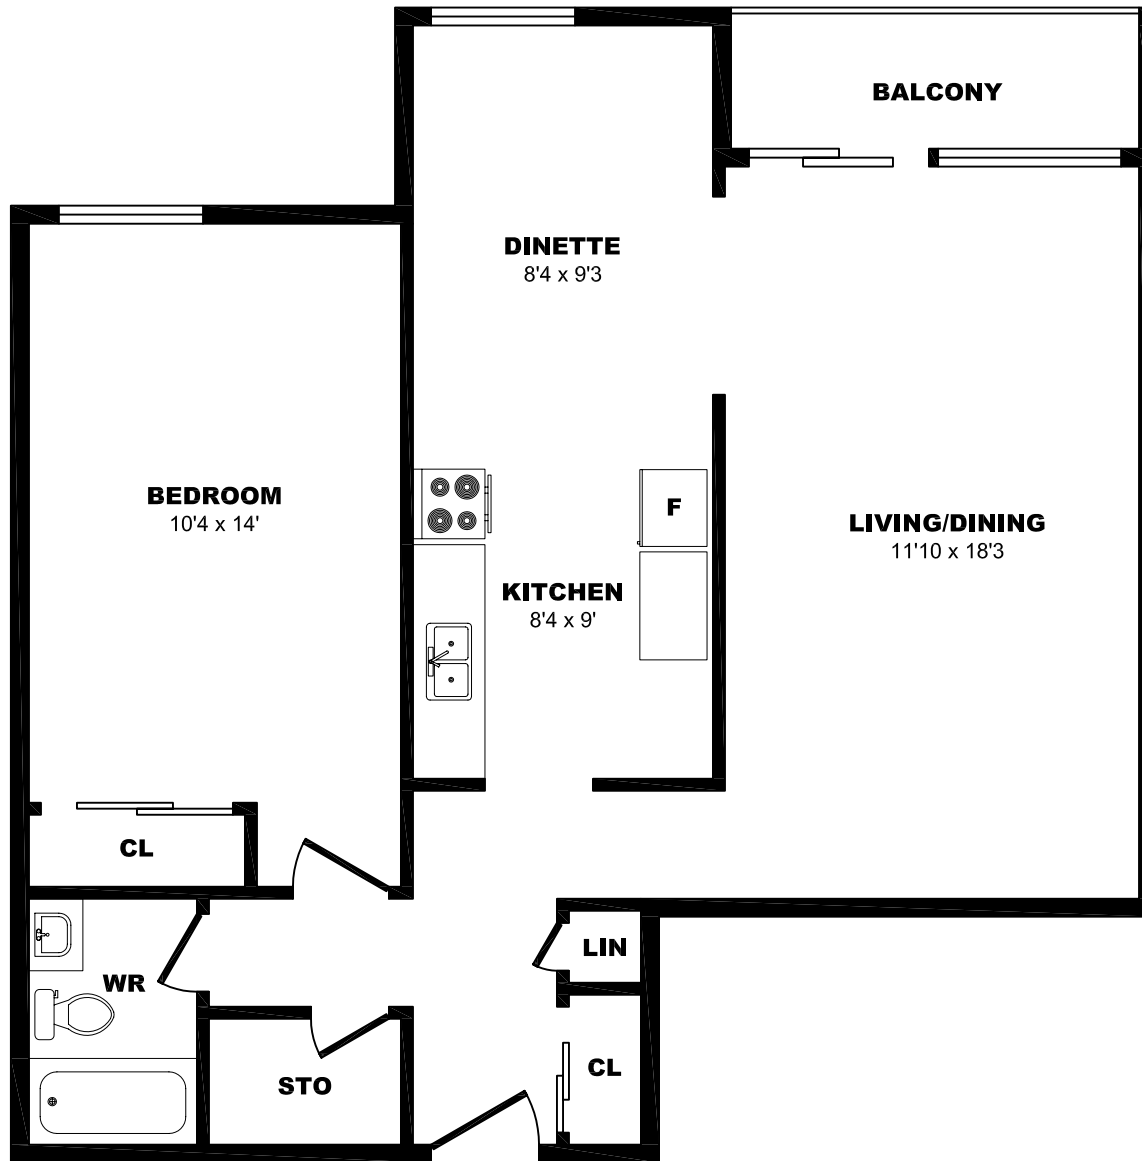 BALCONY
DINETTE
8'4 x 9'3
BEDROOM
10'4 x 14'
F
LIVING/DINING
11'10 x 18'3
KITCHEN
8'4 x 9'
CL
LIN
WR
CL
STO